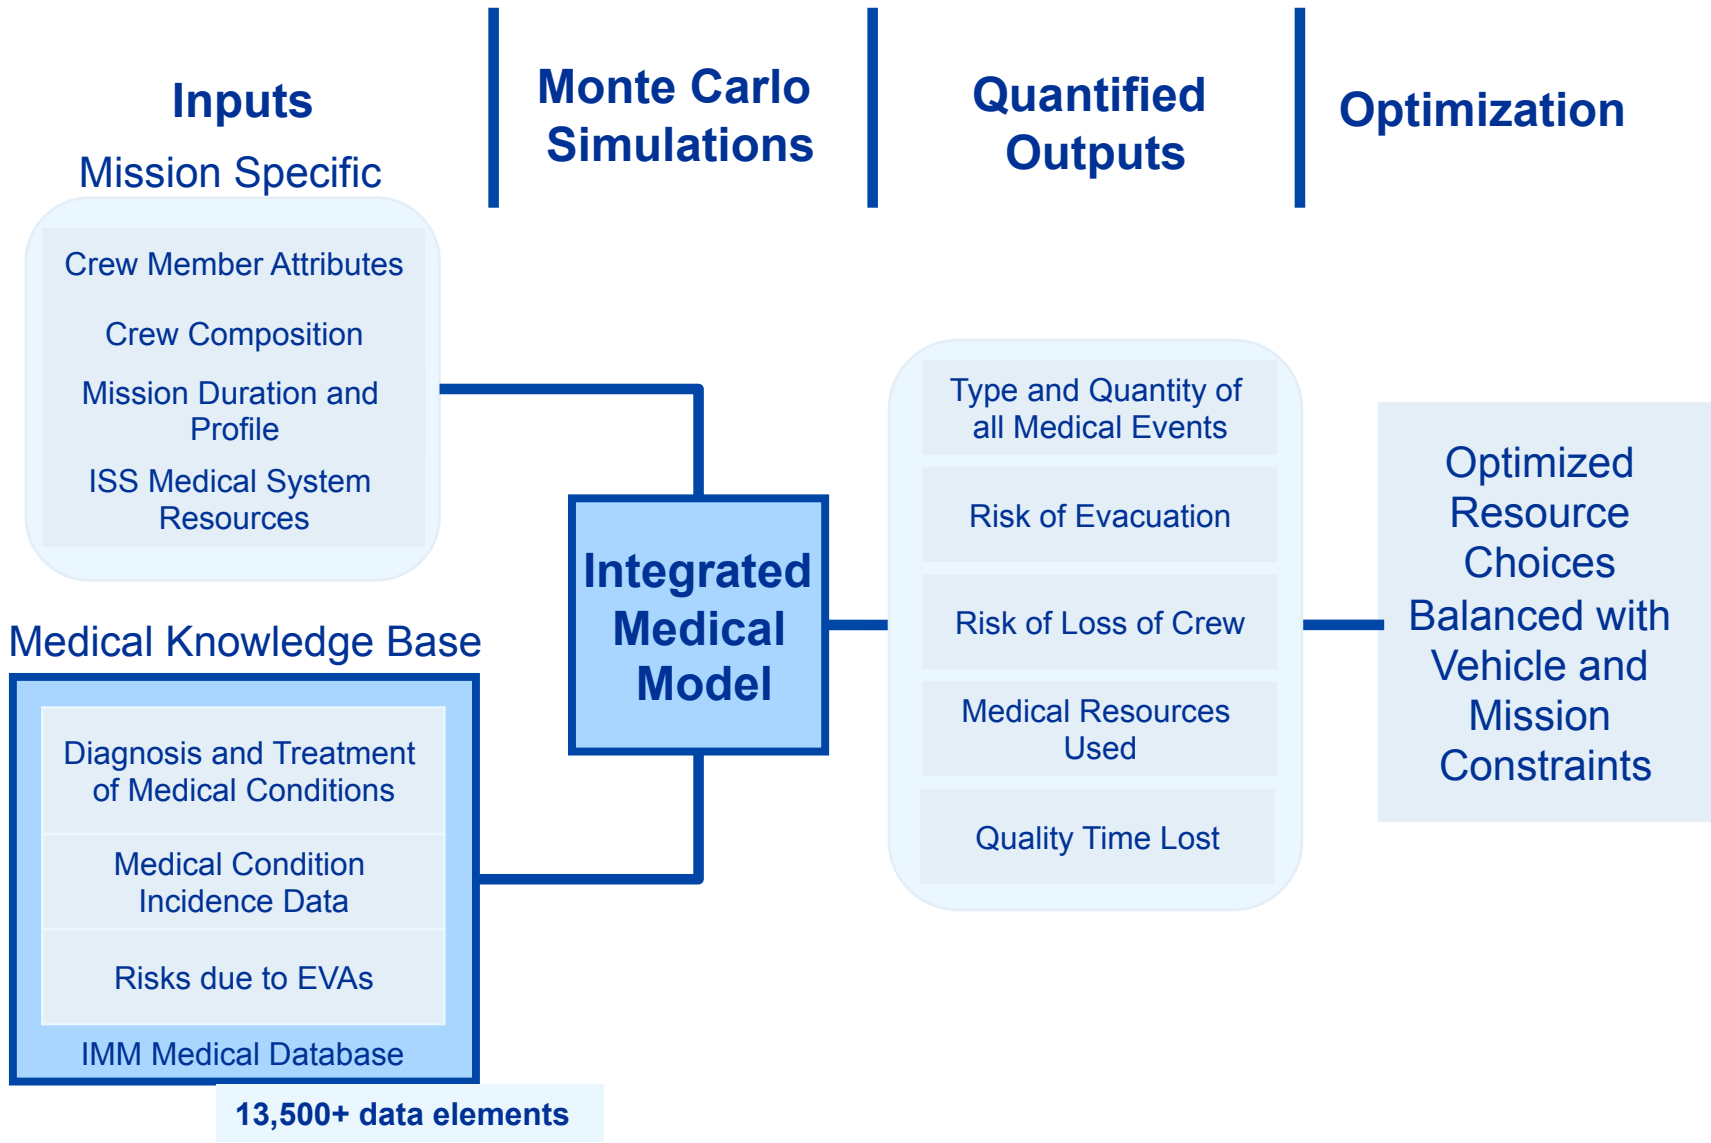 Inputs
Mission Specific
Crew Member Attributes
Crew Composition
Mission Duration and
Profile
ISS Medical System
Resources
Medical Knowledge Base
Diagnosis and Treatment
of Medical Conditions
Medical Condition
Incidence Data
Risks due to EVAs
IMM Medical Database
13,500+ data elements
Monte Carlo
Simulations
Integrated
Medical
Model
Quantified
Outputs
Type and Quantity of
all Medical Events
Risk of Evacuation
Risk of Loss of Crew
Medical Resources
Used
Quality Time Lost
Optimization
Optimized
Resource
Choices
Balanced with
Vehicle and
Mission
Constraints